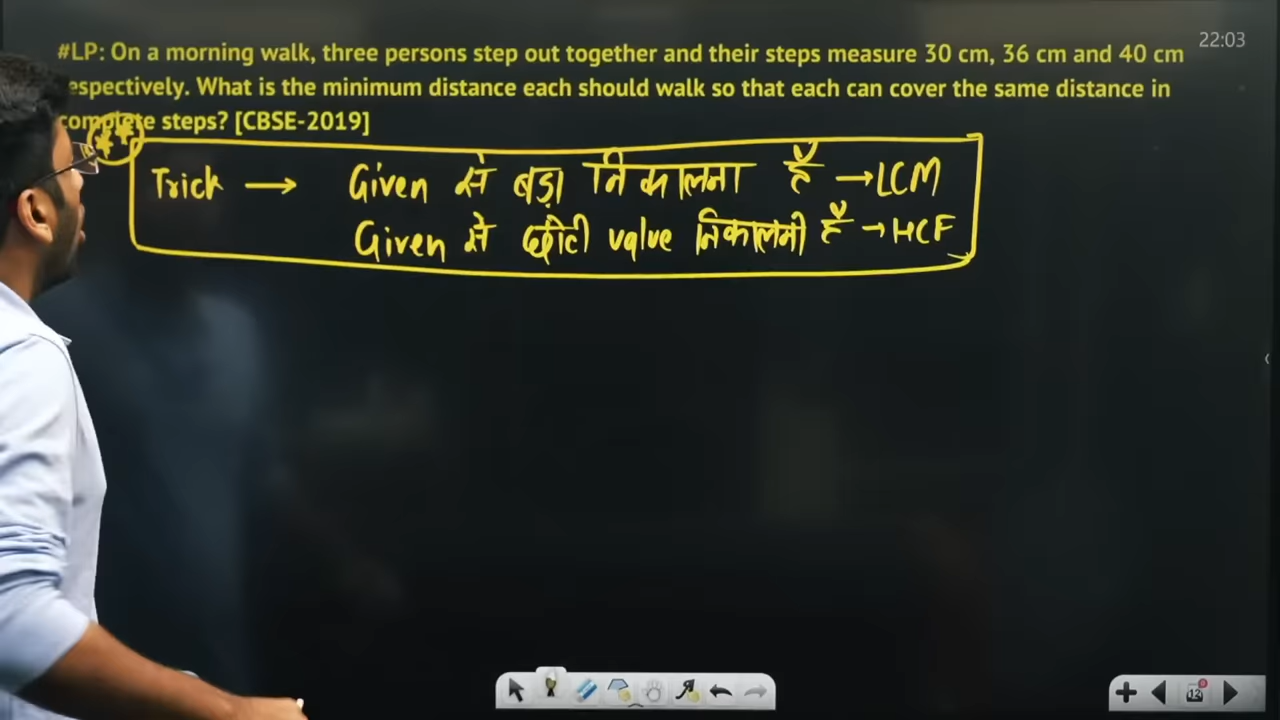 22:03
#LP: On a morning walk, three persons step out together and their steps measure 30 cm, 36 cm and 40 cm
espectively. What is the minimum distance each should walk so that each can cover the same distance in
complete steps? [CBSE-2019]
Trick → Given से बड़ा निकालना है → LCM
Given से छोटी value निकालनी है → HCF